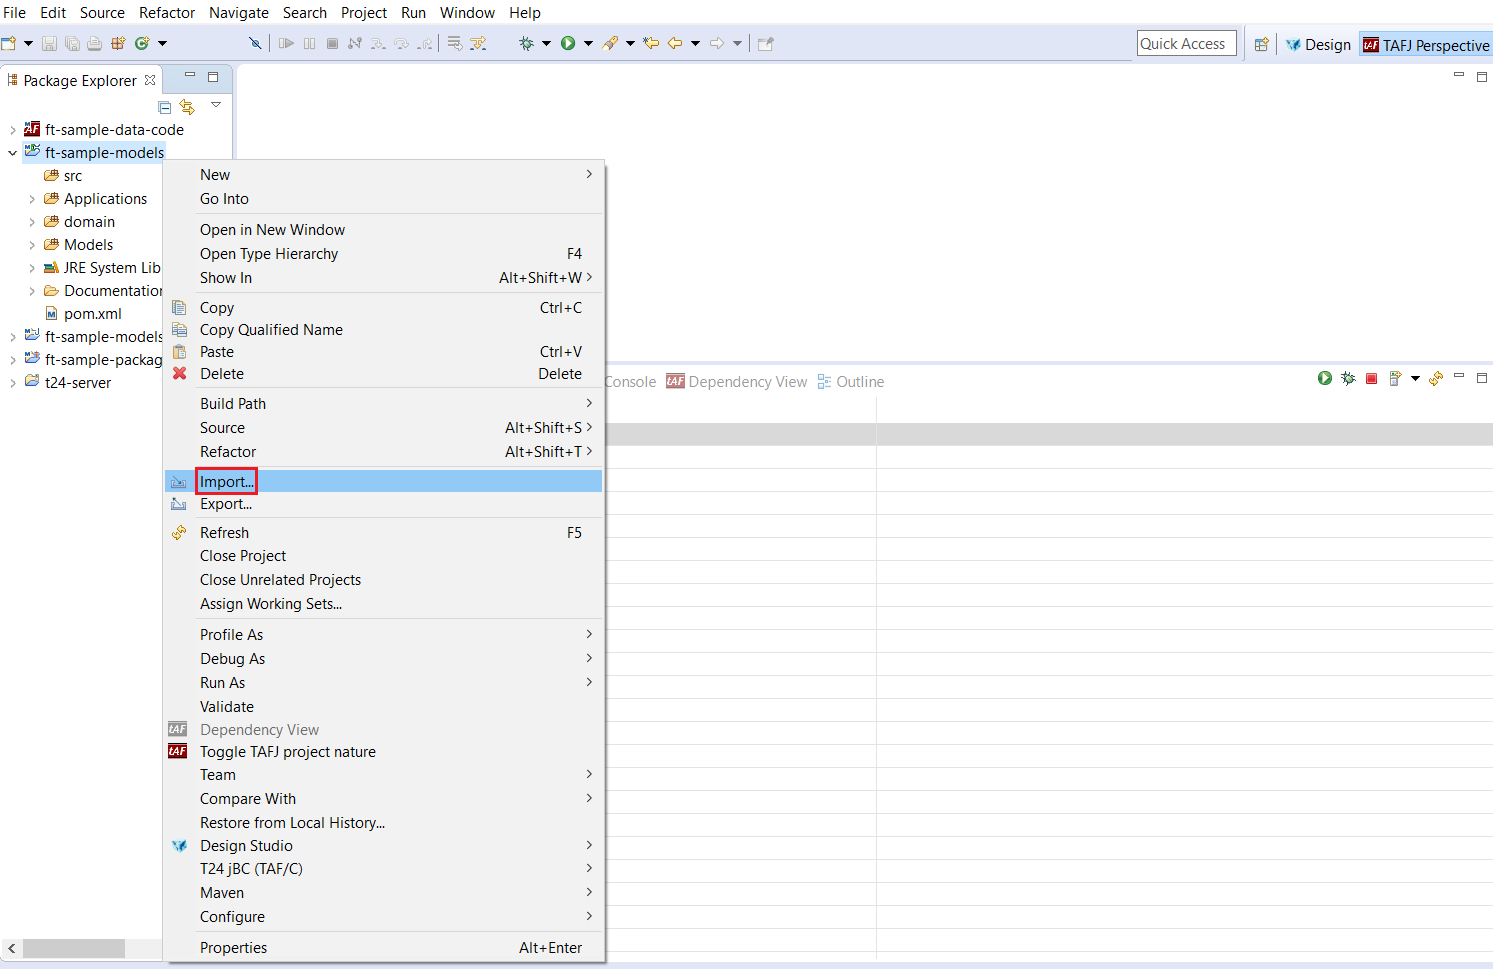 File Edit Source Refactor Navigate Search Project Run Window Help
Quick Access
Design
TAFJ Perspective
Package Explorer
ft-sample-data-code
ft-sample-models
src
Applications
domain
Models
JRE System Lib
Documentation
pom.xml
ft-sample-models
ft-sample-packag
t24-server
New
Go Into
Open in New Window
Open Type Hierarchy F4
Show In Alt+Shift+W
Copy Ctrl+C
Copy Qualified Name
Paste Ctrl+V
Delete Delete
Build Path
Source Alt+Shift+S
Refactor Alt+Shift+T
Import...
Export...
Refresh F5
Close Project
Close Unrelated Projects
Assign Working Sets...
Profile As
Debug As
Run As
Validate
tAF Dependency View
tAF Toggle TAFJ project nature
Team
Compare With
Restore from Local History...
Design Studio
T24 jBC (TAF/C)
Maven
Configure
Properties Alt+Enter
Console tAF Dependency View Outline